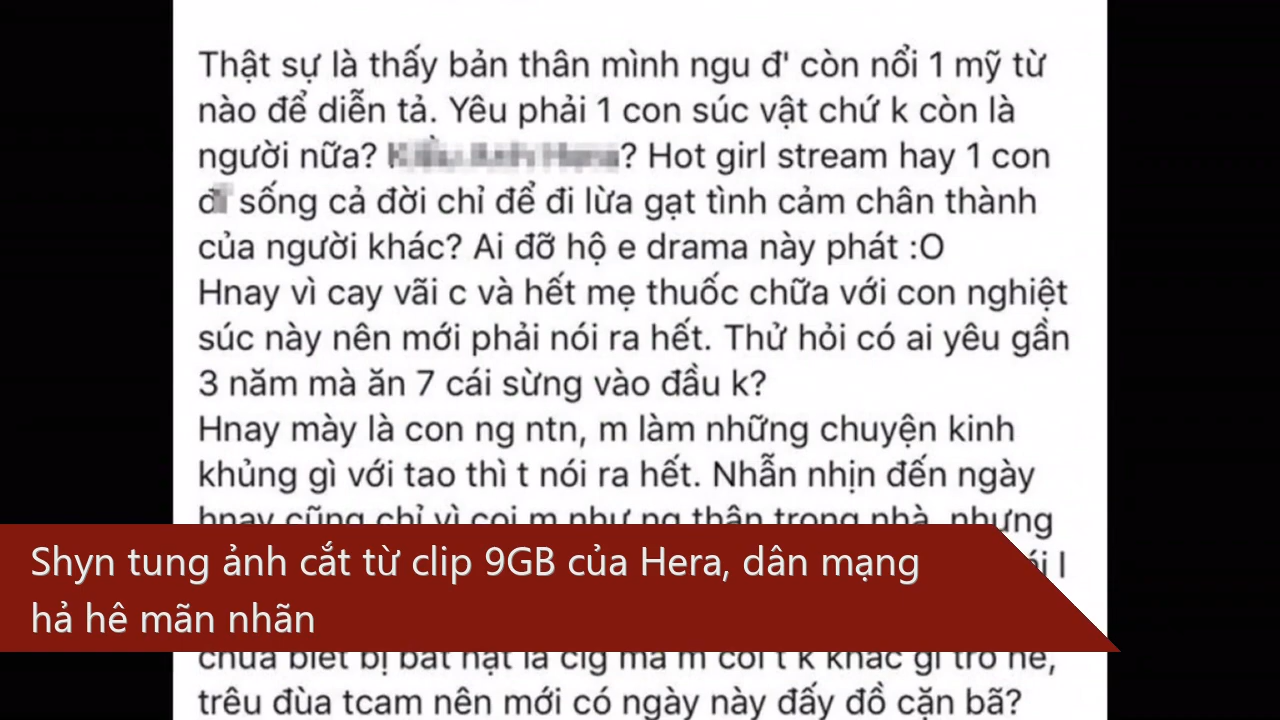 Thật sự là thấy bản thân mình ngu đ' còn nổi 1 mỹ từ
nào để diễn tả. Yêu phải 1 con súc vật chứ k còn là
người nữa? ? Hot girl stream hay 1 con
sống cả đời chỉ để đi lừa gạt tình cảm chân thành
của người khác? Ai đỡ hộ e drama này phát :O
Hnay vì cay vãi c và hết mẹ thuốc chữa với con nghiệt
súc này nên mới phải nói ra hết. Thử hỏi có ai yêu gần
3 năm mà ăn 7 cái sừng vào đầu k?
Hnay mày là con ng ntn, m làm những chuyện kinh
khủng gì với tao thì t nói ra hết. Nhẫn nhịn đến ngày
hnay cũng chỉ vì coi m như ng thân trong nhà, nhưng
Shyn tung ảnh cắt từ clip 9GB của Hera, dân mạng
hả hê mãn nhãn
chưa biết bị bắt nạt là cig mà m coi t k khác gì trò hề,
trêu đùa tcam nên mới có ngày này đấy đồ cặn bã?